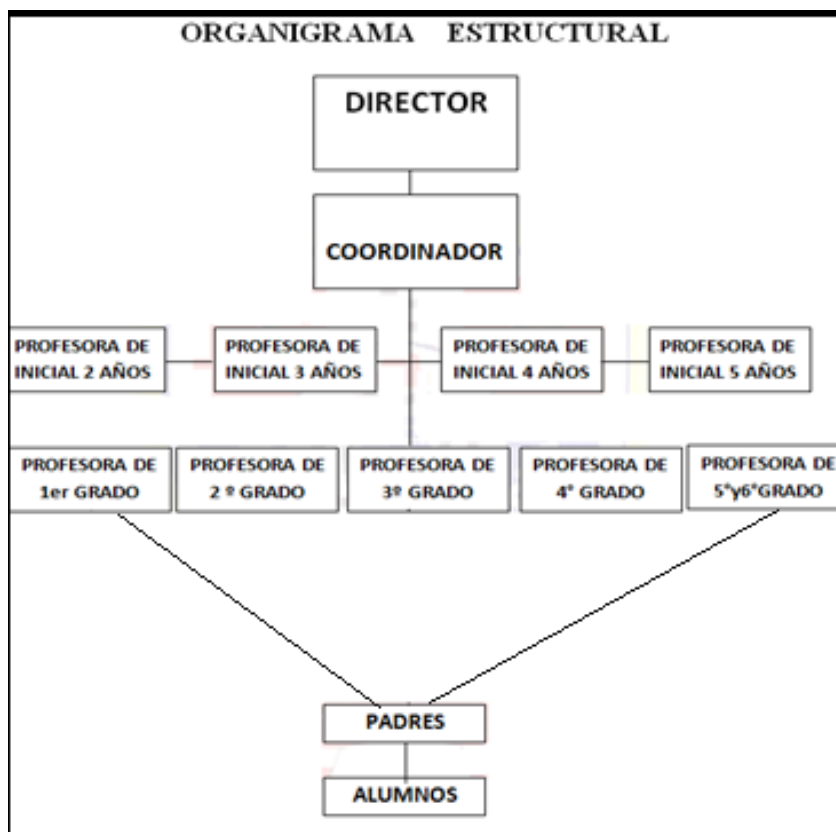 ORGANIGRAMA ESTRUCTURAL
DIRECTOR
COORDINADOR
PROFESORA DE
INICIAL 2 AÑOS
PROFESORA DE
INICIAL 3 AÑOS
PROFESORA DE
INICIAL 4 AÑOS
PROFESORA DE
INICIAL 5 AÑOS
PROFESORA DE
1er GRADO
PROFESORA DE
2 º GRADO
PROFESORA DE
3º GRADO
PROFESORA DE
4° GRADO
PROFESORA DE
5°y6°GRADO
PADRES
ALUMNOS